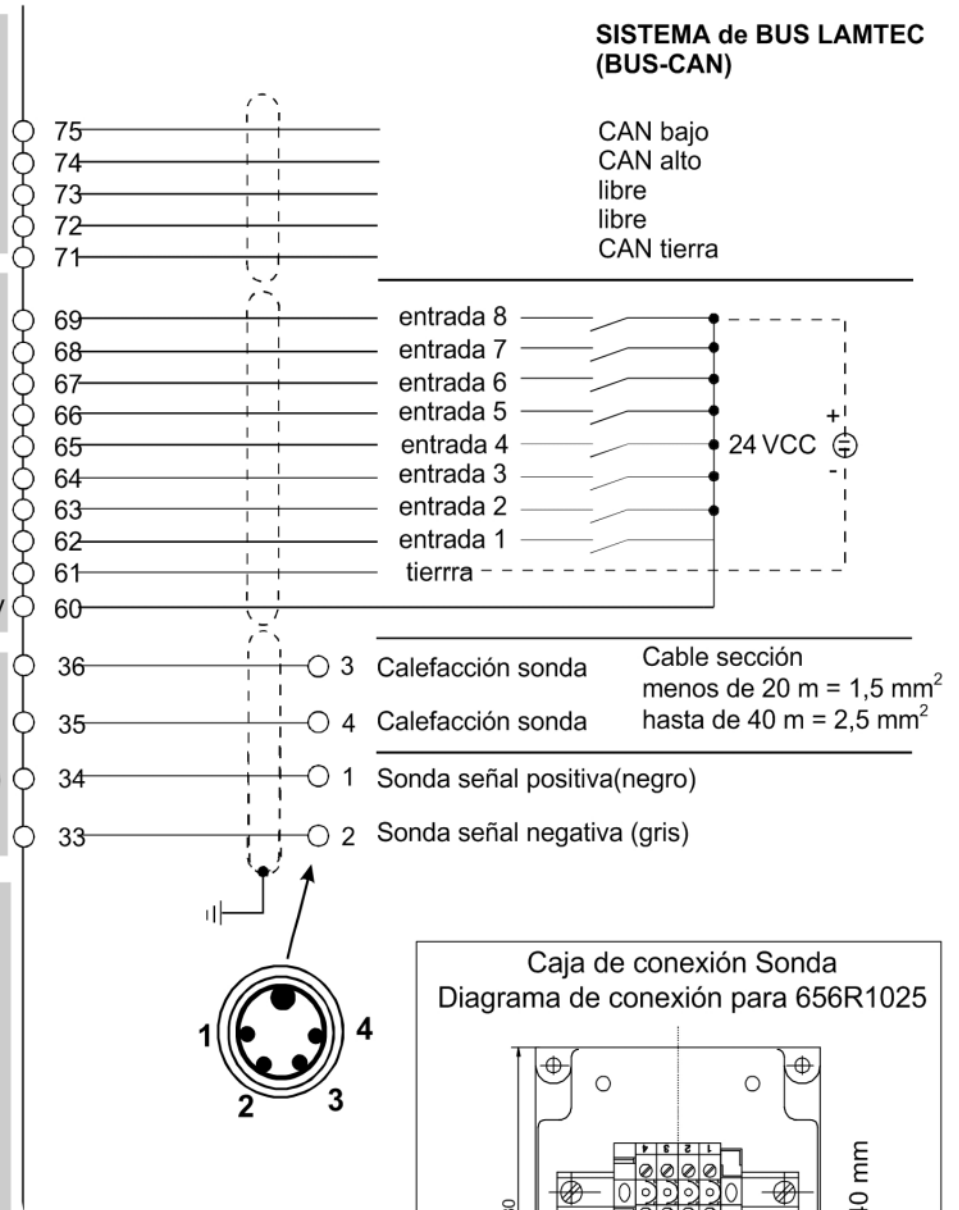 SISTEMA de BUS LAMTEC
(BUS-CAN)
75 CAN bajo
74 CAN alto
73 libre
72 libre
71 CAN tierra
69 entrada 8
68 entrada 7
67 entrada 6
66 entrada 5
+
65 entrada 4 24 VCC
-
64 entrada 3
63 entrada 2
62 entrada 1
61 tierrra
60
36 3 Calefacción sonda
35 4 Calefacción sonda
Cable sección
menos de 20 m = 1,5 mm²
hasta de 40 m = 2,5 mm²
34 1 Sonda señal positiva(negro)
33 2 Sonda señal negativa (gris)
1 4
2 3
Caja de conexión Sonda
Diagrama de conexión para 656R1025
4 3 2 1